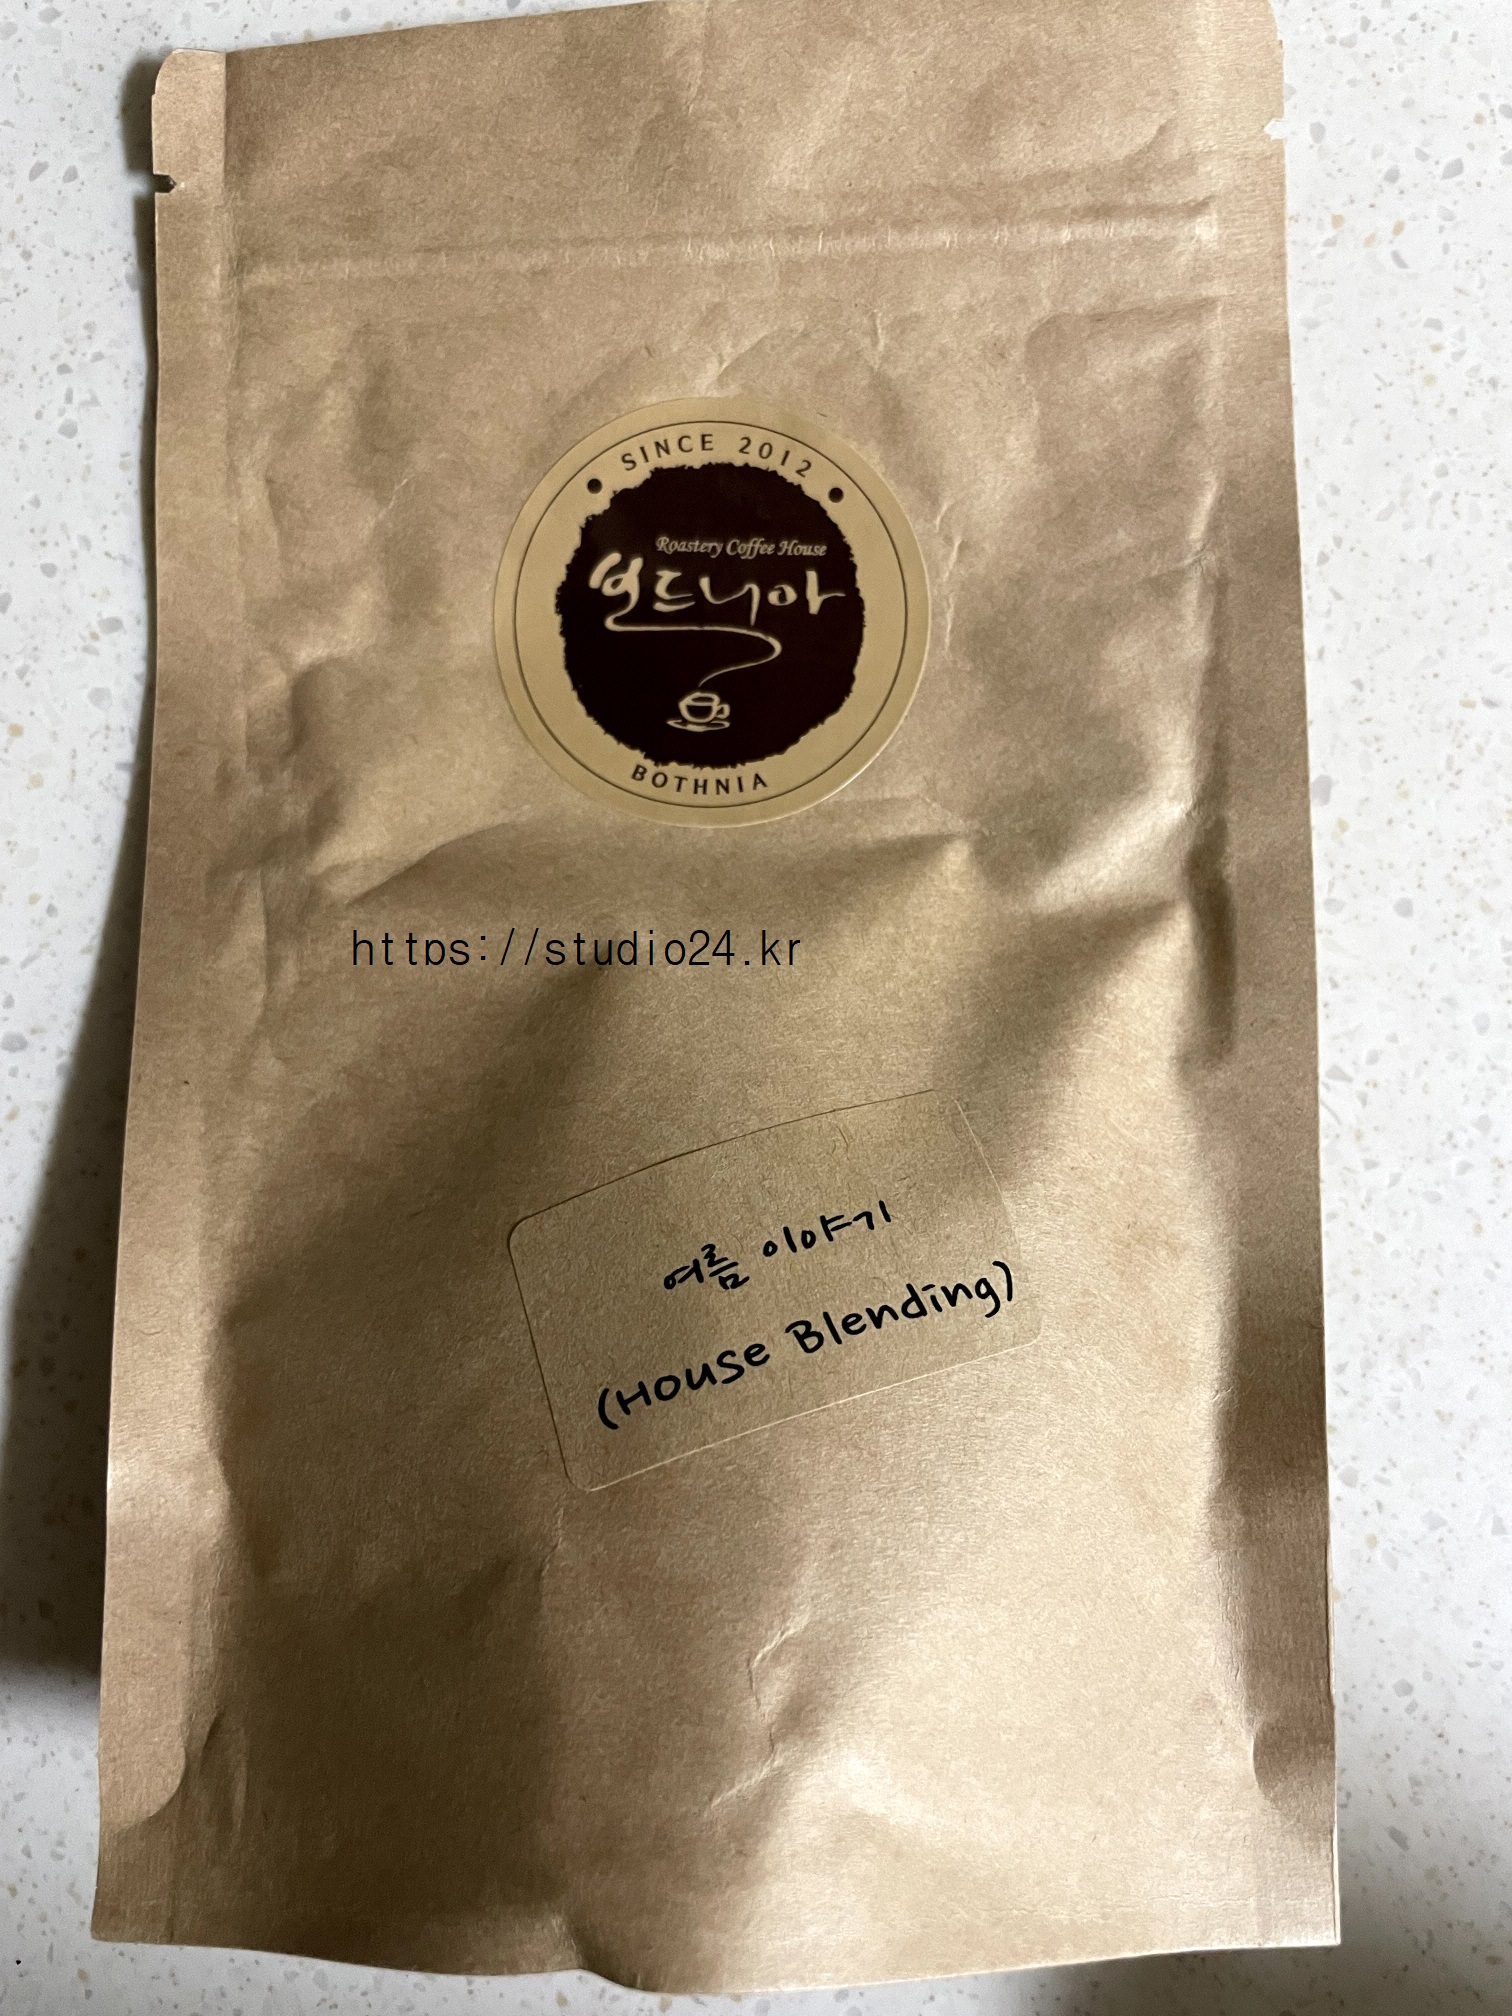 SINCE 2012
Roastery Coffee House
보트니아
BOTHNIA
https://studio24.kr
여름 이야기
(House Blending)